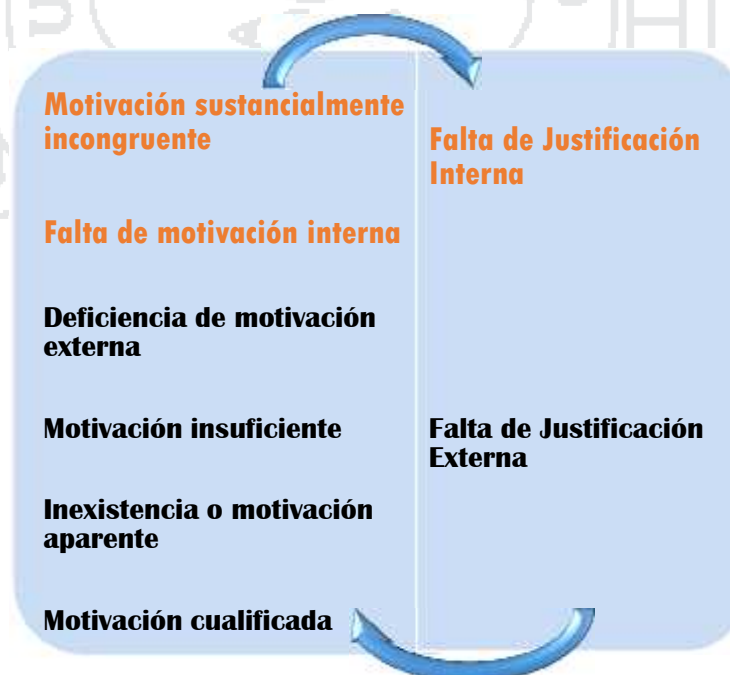 Motivación sustancialmente
incongruente
Falta de motivación interna
Deficiencia de motivación
externa
Motivación insuficiente
Inexistencia o motivación
aparente
Motivación cualificada
Falta de Justificación
Interna
Falta de Justificación
Externa